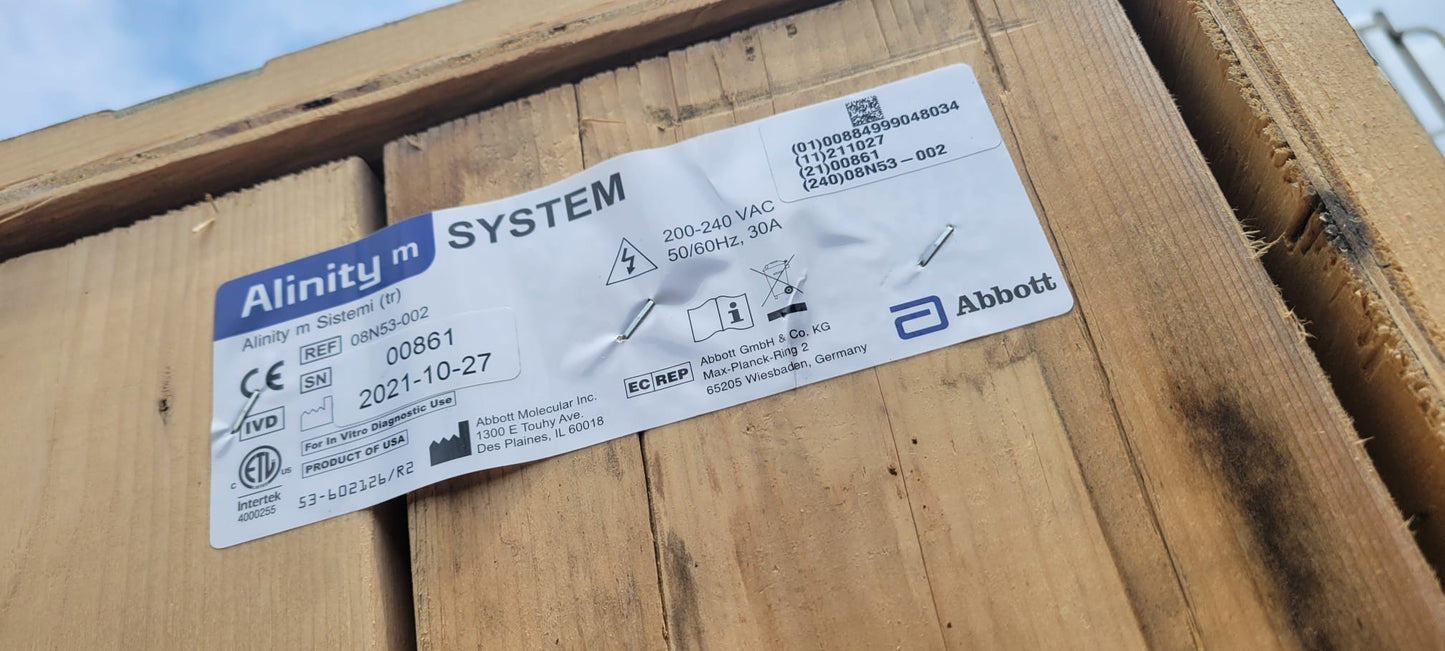 Alinity m SYSTEM
Alinity m Sistemi (tr)
REF 08N53-002
CE
SN 00861
2021-10-27
IVD
For In Vitro Diagnostic Use
PRODUCT OF USA
C ETL US
Intertek
4000255
53-602126/R2
Abbott Molecular Inc.
1300 E Touhy Ave.
Des Plaines, IL 60018
200-240 VAC
50/60Hz, 30A
EC REP
Abbott GmbH & Co. KG
Max-Planck-Ring 2
65205 Wiesbaden, Germany
(01)00884999048034
(11)211027
(21)00861
(240)08N53-002
Abbott